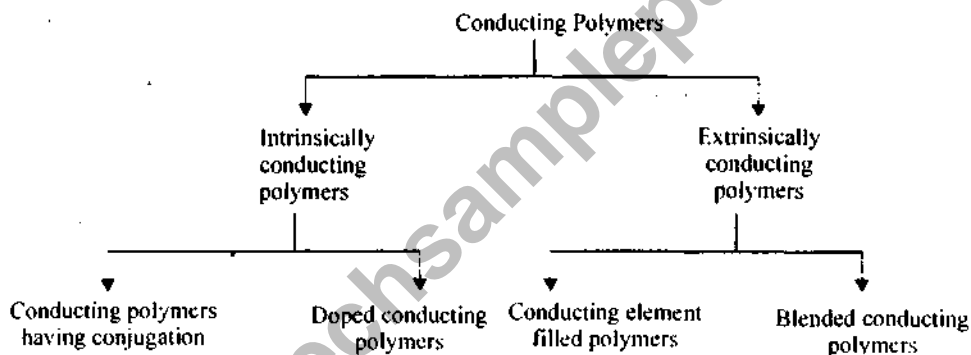 Conducting Polymers
Intrinsically
conducting
polymers
Extrinsically
conducting
polymers
Conducting polymers
having conjugation
Doped conducting
polymers
Conducting element
filled polymers
Blended conducting
polymers